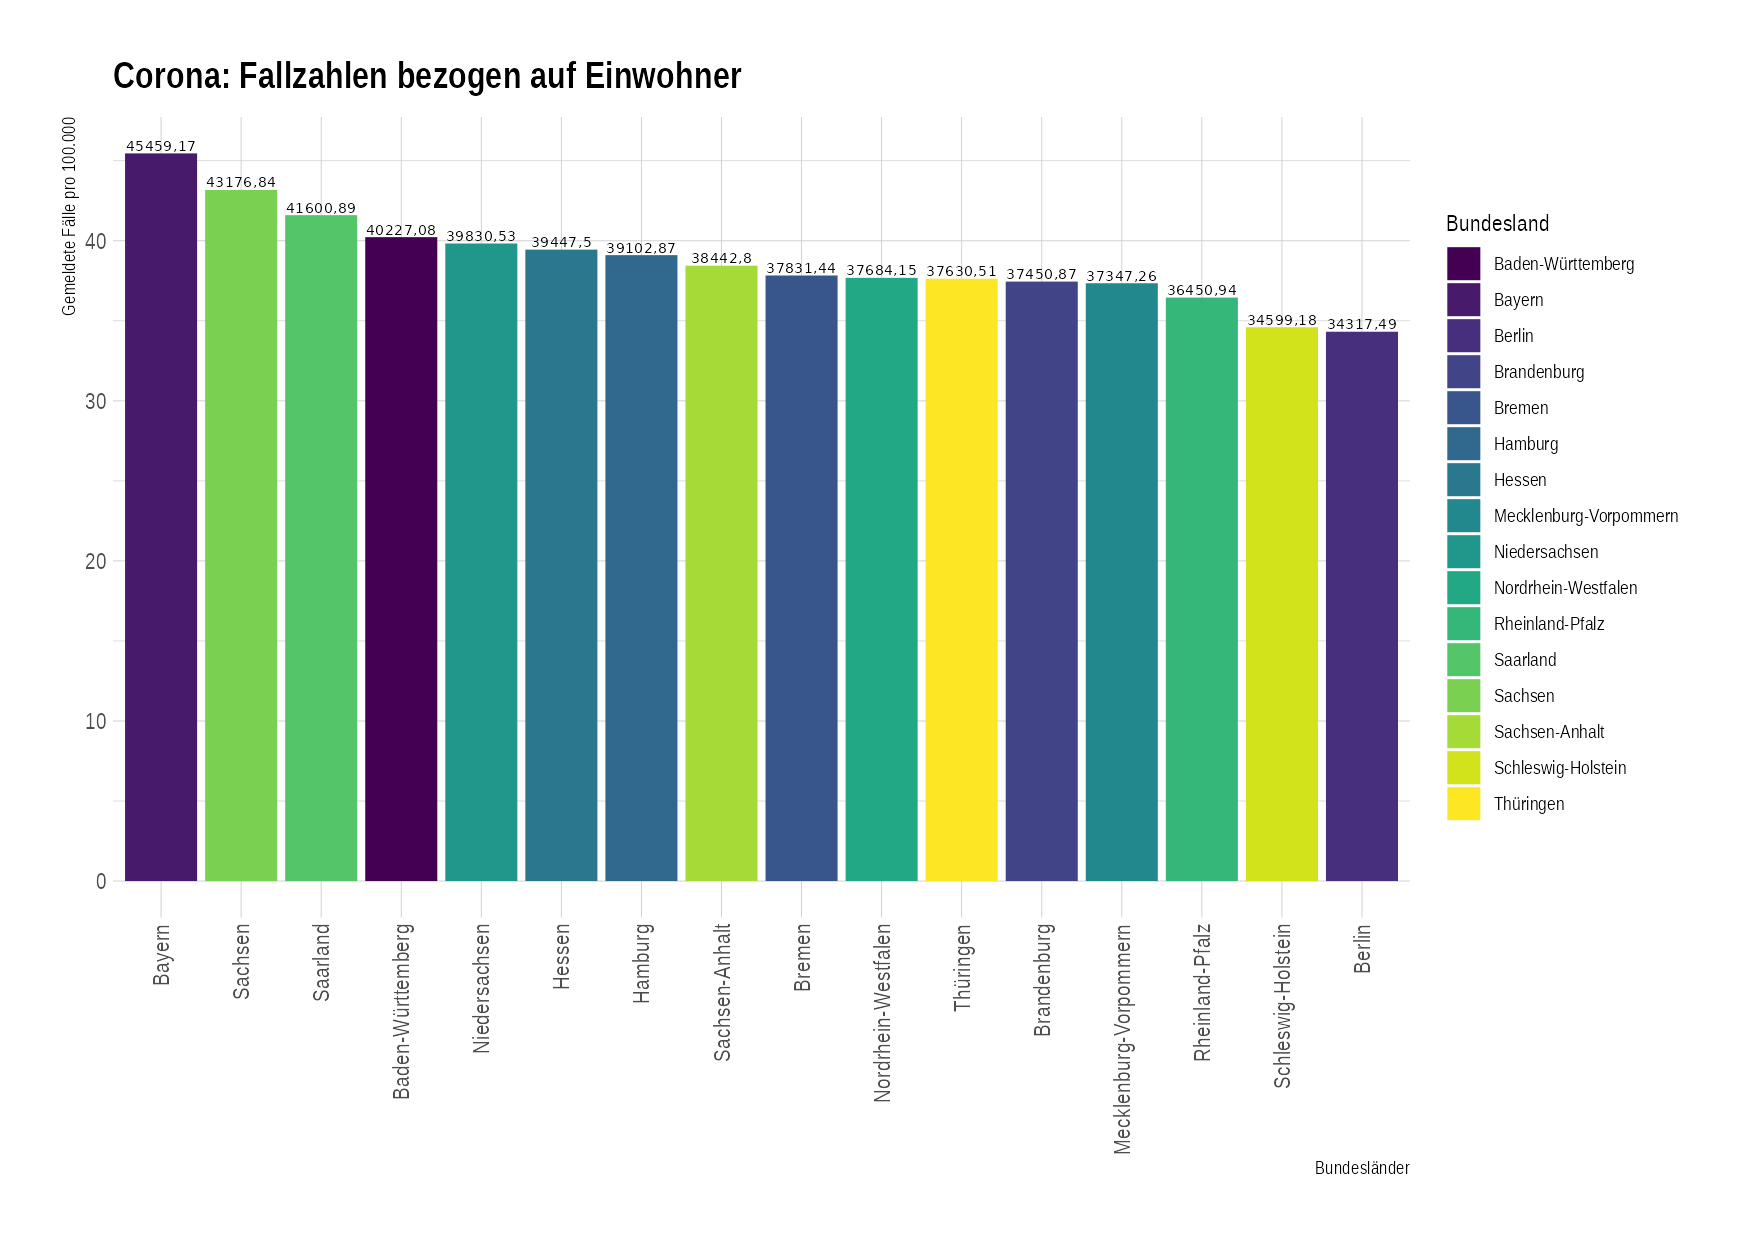 Corona: Fallzahlen bezogen auf Einwohner
Gemeldete Fälle pro 100.000
40
30
20
10
0
45459,17
43176,84
41600,89
40227,08
39830,53
39447,5
39102,87
38442,8
37831,44
37684,15
37630,51
37450,87
37347,26
36450,94
34599,18
34317,49
Bayern
Sachsen
Saarland
Baden-Württemberg
Niedersachsen
Hessen
Hamburg
Sachsen-Anhalt
Bremen
Nordrhein-Westfalen
Thüringen
Brandenburg
Mecklenburg-Vorpommern
Rheinland-Pfalz
Schleswig-Holstein
Berlin
Bundesländer
Bundesland
Baden-Württemberg
Bayern
Berlin
Brandenburg
Bremen
Hamburg
Hessen
Mecklenburg-Vorpommern
Niedersachsen
Nordrhein-Westfalen
Rheinland-Pfalz
Saarland
Sachsen
Sachsen-Anhalt
Schleswig-Holstein
Thüringen